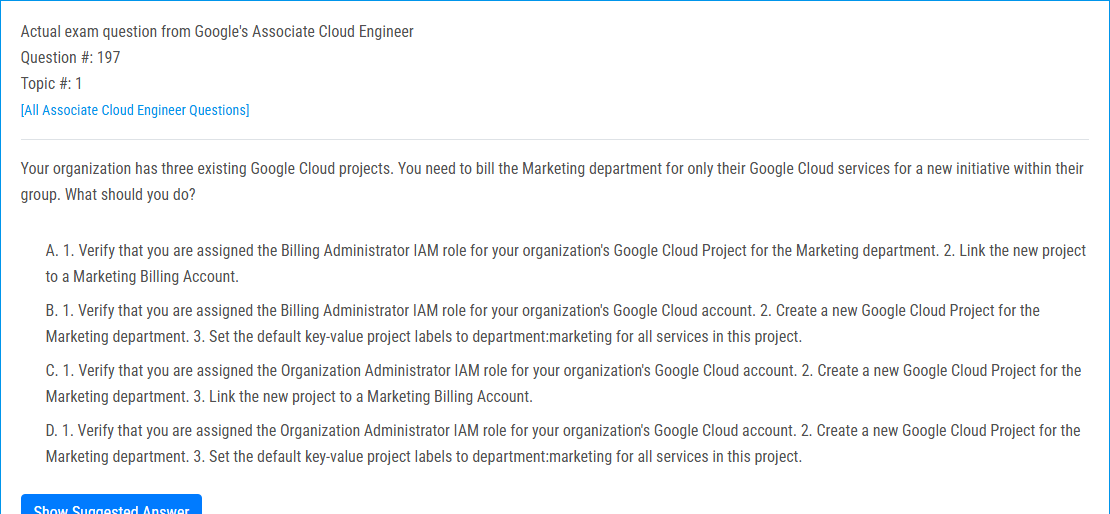 Actual exam question from Google's Associate Cloud Engineer
Question #: 197
Topic #: 1
[All Associate Cloud Engineer Questions]
Your organization has three existing Google Cloud projects. You need to bill the Marketing department for only their Google Cloud services for a new initiative within their
group. What should you do?
A. 1. Verify that you are assigned the Billing Administrator IAM role for your organization's Google Cloud Project for the Marketing department. 2. Link the new project
to a Marketing Billing Account.
B. 1. Verify that you are assigned the Billing Administrator IAM role for your organization's Google Cloud account. 2. Create a new Google Cloud Project for the
Marketing department. 3. Set the default key-value project labels to department:marketing for all services in this project.
C. 1. Verify that you are assigned the Organization Administrator IAM role for your organization's Google Cloud account. 2. Create a new Google Cloud Project for the
Marketing department. 3. Link the new project to a Marketing Billing Account.
D. 1. Verify that you are assigned the Organization Administrator IAM role for your organization's Google Cloud account. 2. Create a new Google Cloud Project for the
Marketing department. 3. Set the default key-value project labels to department:marketing for all services in this project.
Show Suggested Answer